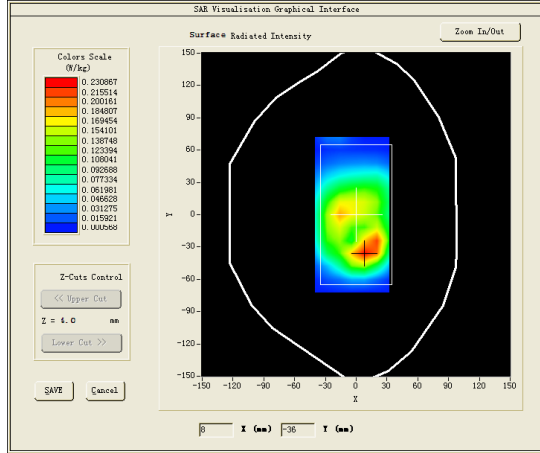 SAR Visualisation Graphical Interface
Surface Radiated Intensity
Zoom In/Out
Colors Scale
(W/kg)
0.230867
0.215514
0.200161
0.184807
0.169454
0.154101
0.138748
0.123394
0.108041
0.092688
0.077334
0.061981
0.046628
0.031275
0.015921
0.000568
150
120
90
60
30
0
-30
-60
-90
-120
-150
Y
-150 -120 -90 -60 -30 0 30 60 90 120 150
X
Z-Cuts Control
<< Upper Cut
Z = 4.0 mm
Lower Cut >>
SAVE
Cancel
8 X (mm) -36 Y (mm)